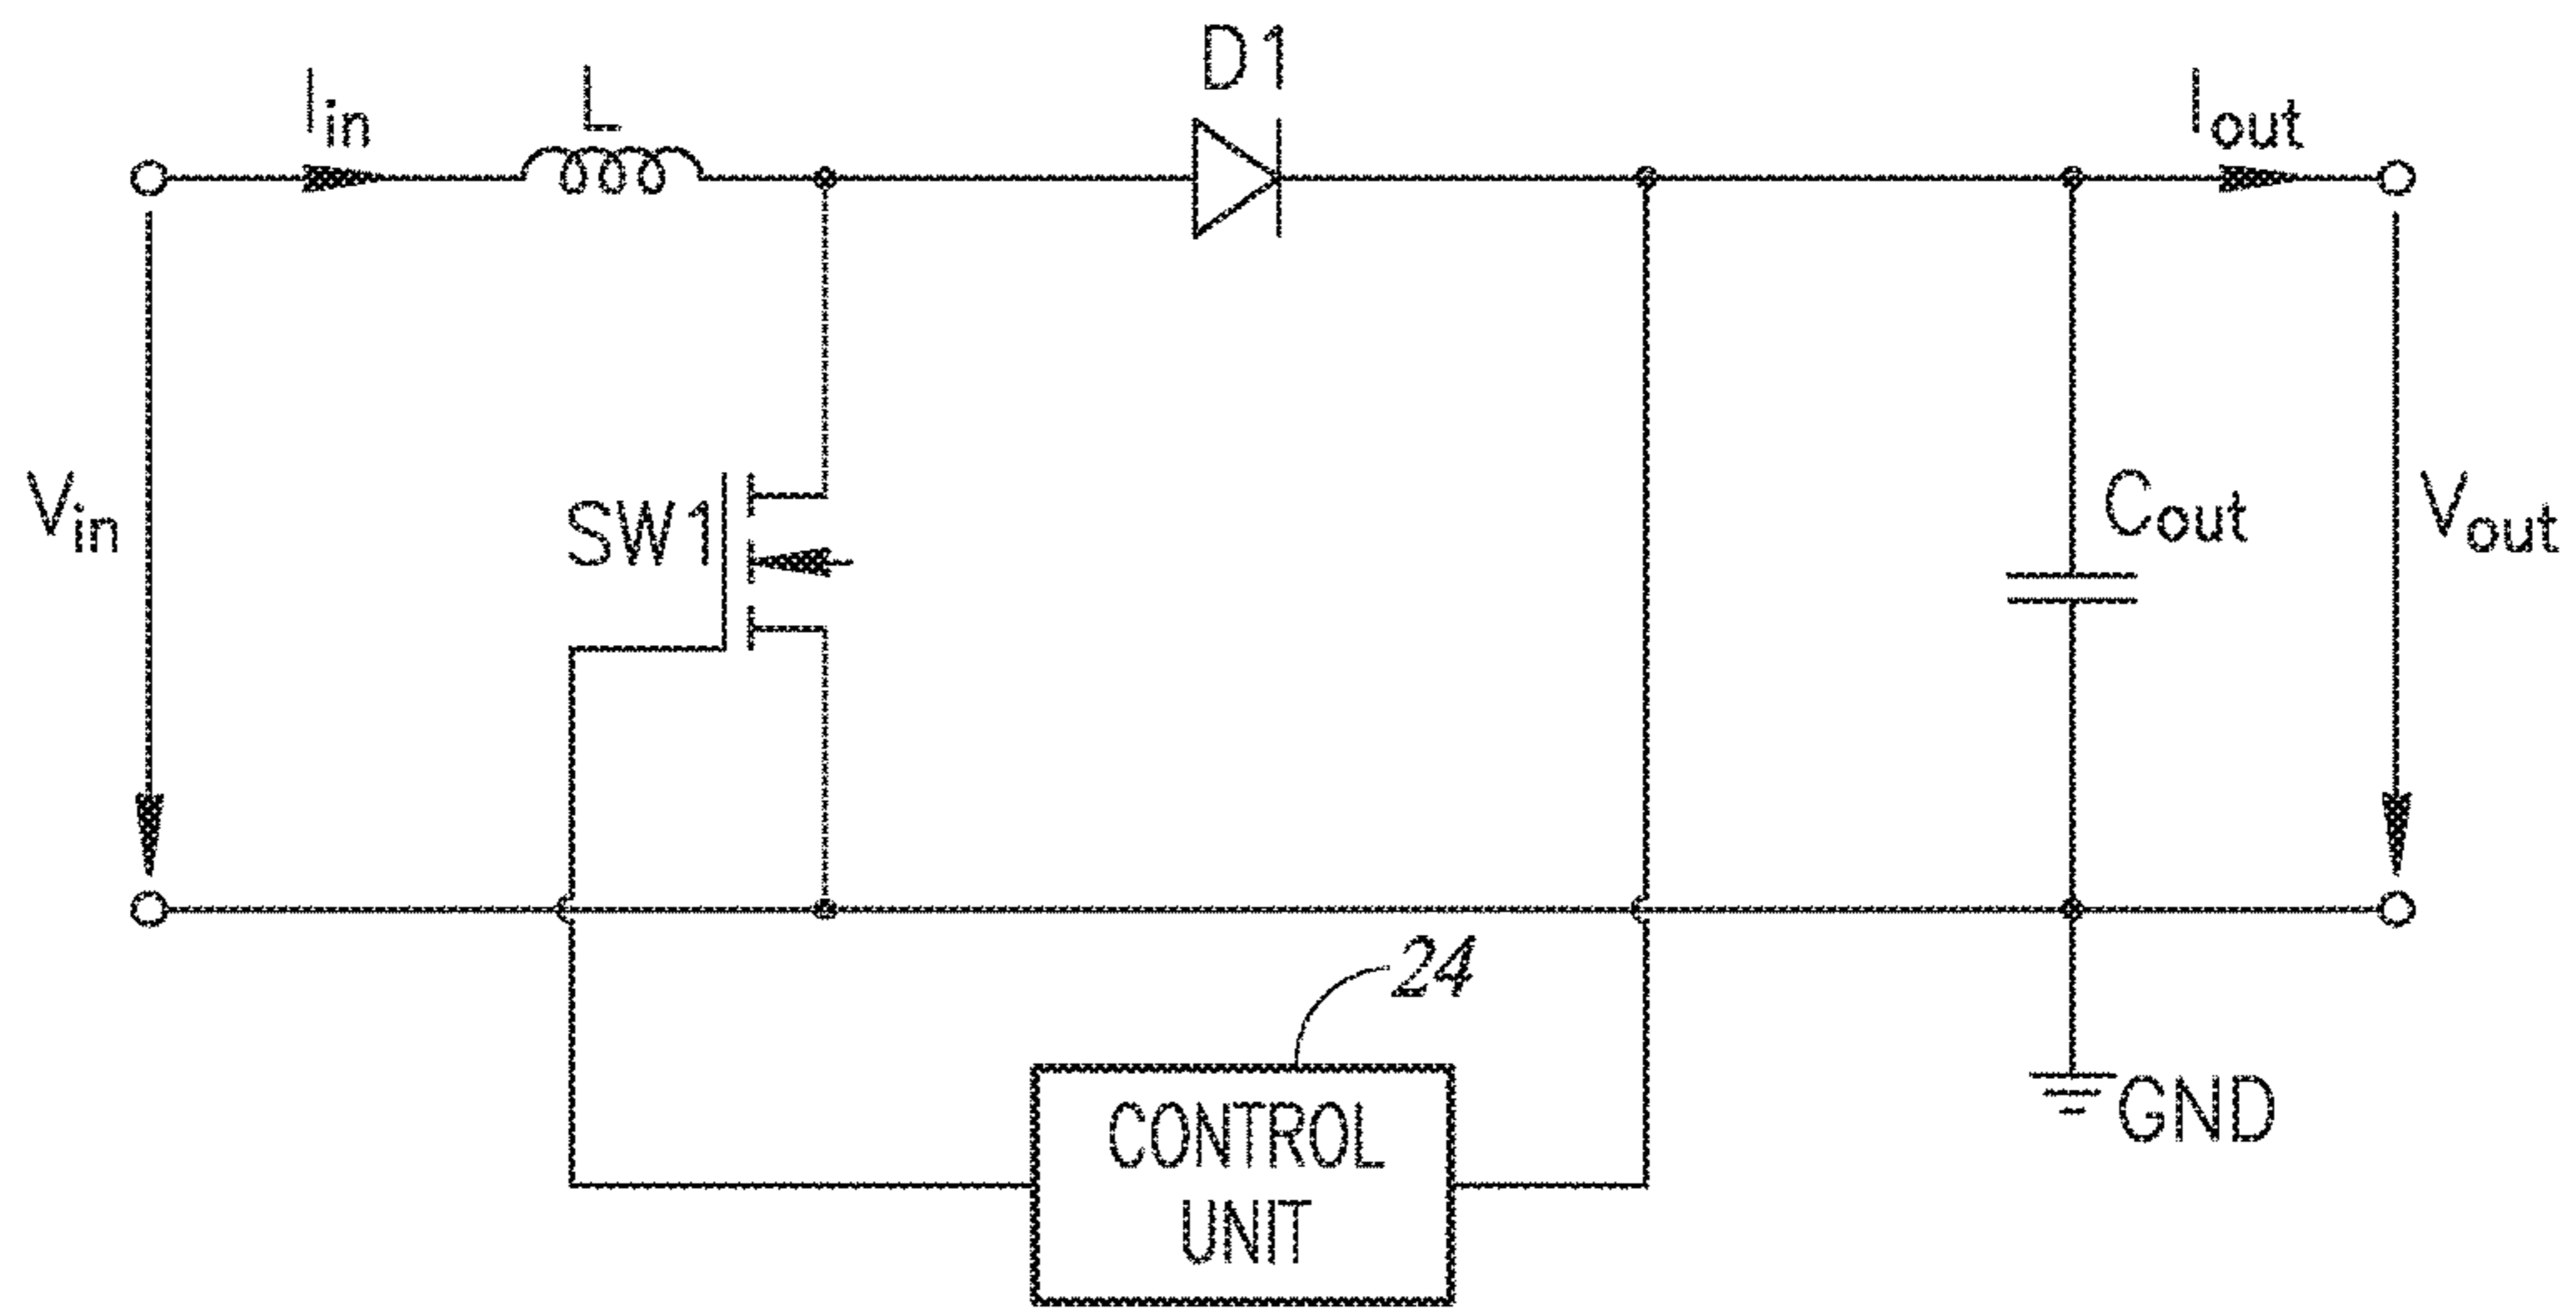 D1
Iin
L
Iout
Vin
SW1
Cout
Vout
24
CONTROL
UNIT
GND